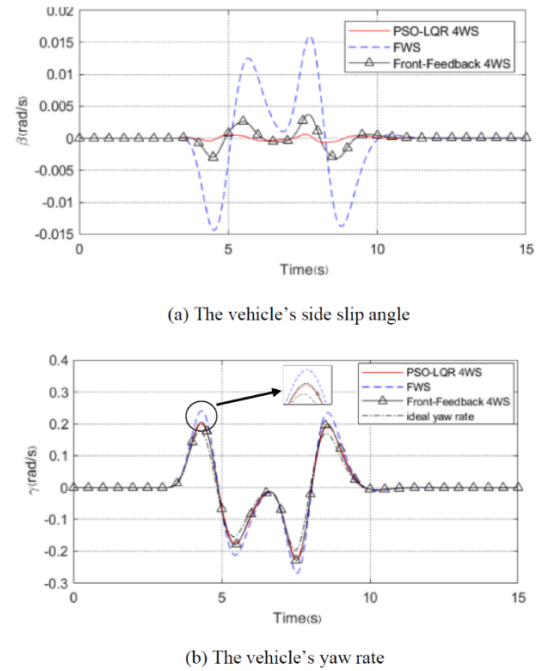 0.02
0.015
0.01
0.005
0
-0.005
-0.01
-0.015
β(rad/s)
PSO-LQR 4WS
FWS
Front-Feedback 4WS
0 5 10 15
Time(s)
(a) The vehicle's side slip angle
0.4
0.3
0.2
0.1
0
-0.1
-0.2
-0.3
γ(rad/s)
PSO-LQR 4WS
FWS
Front-Feedback 4WS
ideal yaw rate
0 5 10 15
Time(s)
(b) The vehicle's yaw rate